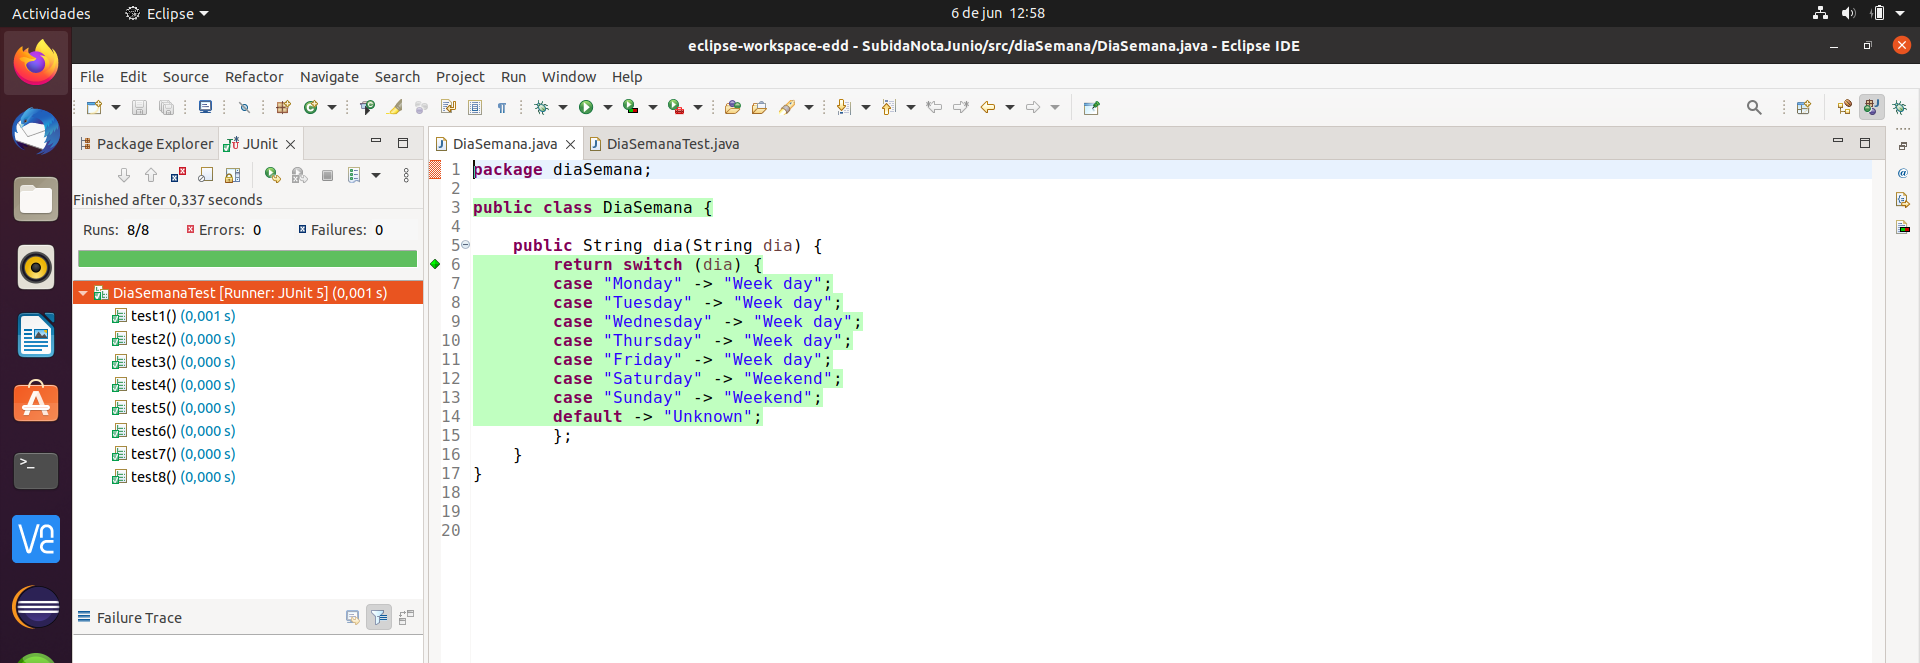 Actividades Eclipse 6 de jun 12:58
eclipse-workspace-edd - SubidaNotaJunio/src/diaSemana/DiaSemana.java - Eclipse IDE
File Edit Source Refactor Navigate Search Project Run Window Help
Package Explorer JUnit
Finished after 0,337 seconds
Runs: 8/8 Errors: 0 Failures: 0
DiaSemanaTest [Runner: JUnit 5] (0,001 s)
test1() (0,001 s)
test2() (0,000 s)
test3() (0,000 s)
test4() (0,000 s)
test5() (0,000 s)
test6() (0,000 s)
test7() (0,000 s)
test8() (0,000 s)
Failure Trace
DiaSemana.java DiaSemanaTest.java
1 package diaSemana;
2
3 public class DiaSemana {
4
5 public String dia(String dia) {
6 return switch (dia) {
7 case "Monday" -> "Week day";
8 case "Tuesday" -> "Week day";
9 case "Wednesday" -> "Week day";
10 case "Thursday" -> "Week day";
11 case "Friday" -> "Week day";
12 case "Saturday" -> "Weekend";
13 case "Sunday" -> "Weekend";
14 default -> "Unknown";
15 };
16 }
17 }
18
19
20